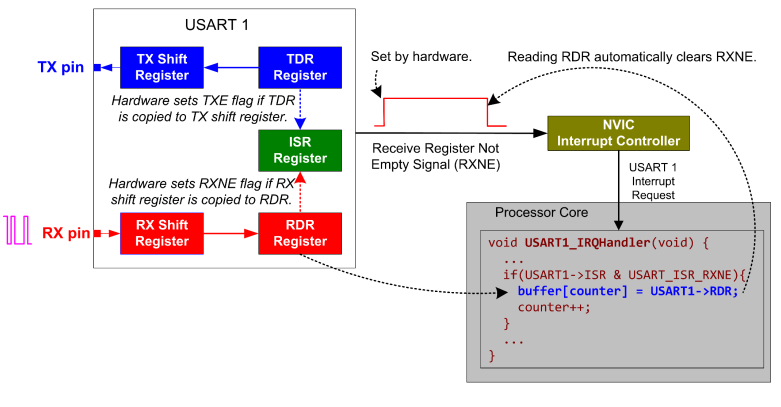 USART 1
TX pin
TX Shift
Register
TDR
Register
Hardware sets TXE flag if TDR
is copied to TX shift register.
ISR
Register
Hardware sets RXNE flag if RX
shift register is copied to RDR.
RX pin
RX Shift
Register
RDR
Register
Set by hardware.
Reading RDR automatically clears RXNE.
Receive Register Not
Empty Signal (RXNE)
NVIC
Interrupt Controller
USART 1
Interrupt
Request
Processor Core
void USART1_IRQHandler(void) {
...
if(USART1->ISR & USART_ISR_RXNE){
buffer[counter] = USART1->RDR;
counter++;
}
...
}